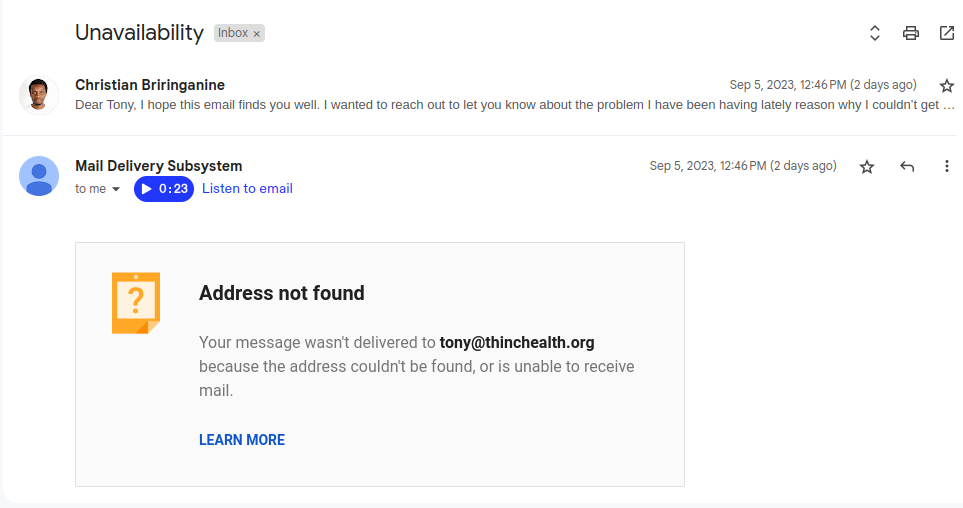 Unavailability Inbox ×
Christian Briringanine Sep 5, 2023, 12:46 PM (2 days ago)
Dear Tony, I hope this email finds you well. I wanted to reach out to let you know about the problem I have been having lately reason why I couldn't get ...
Mail Delivery Subsystem Sep 5, 2023, 12:46 PM (2 days ago)
to me 0:23 Listen to email
?
Address not found
Your message wasn't delivered to tony@thinchealth.org
because the address couldn't be found, or is unable to receive
mail.
LEARN MORE